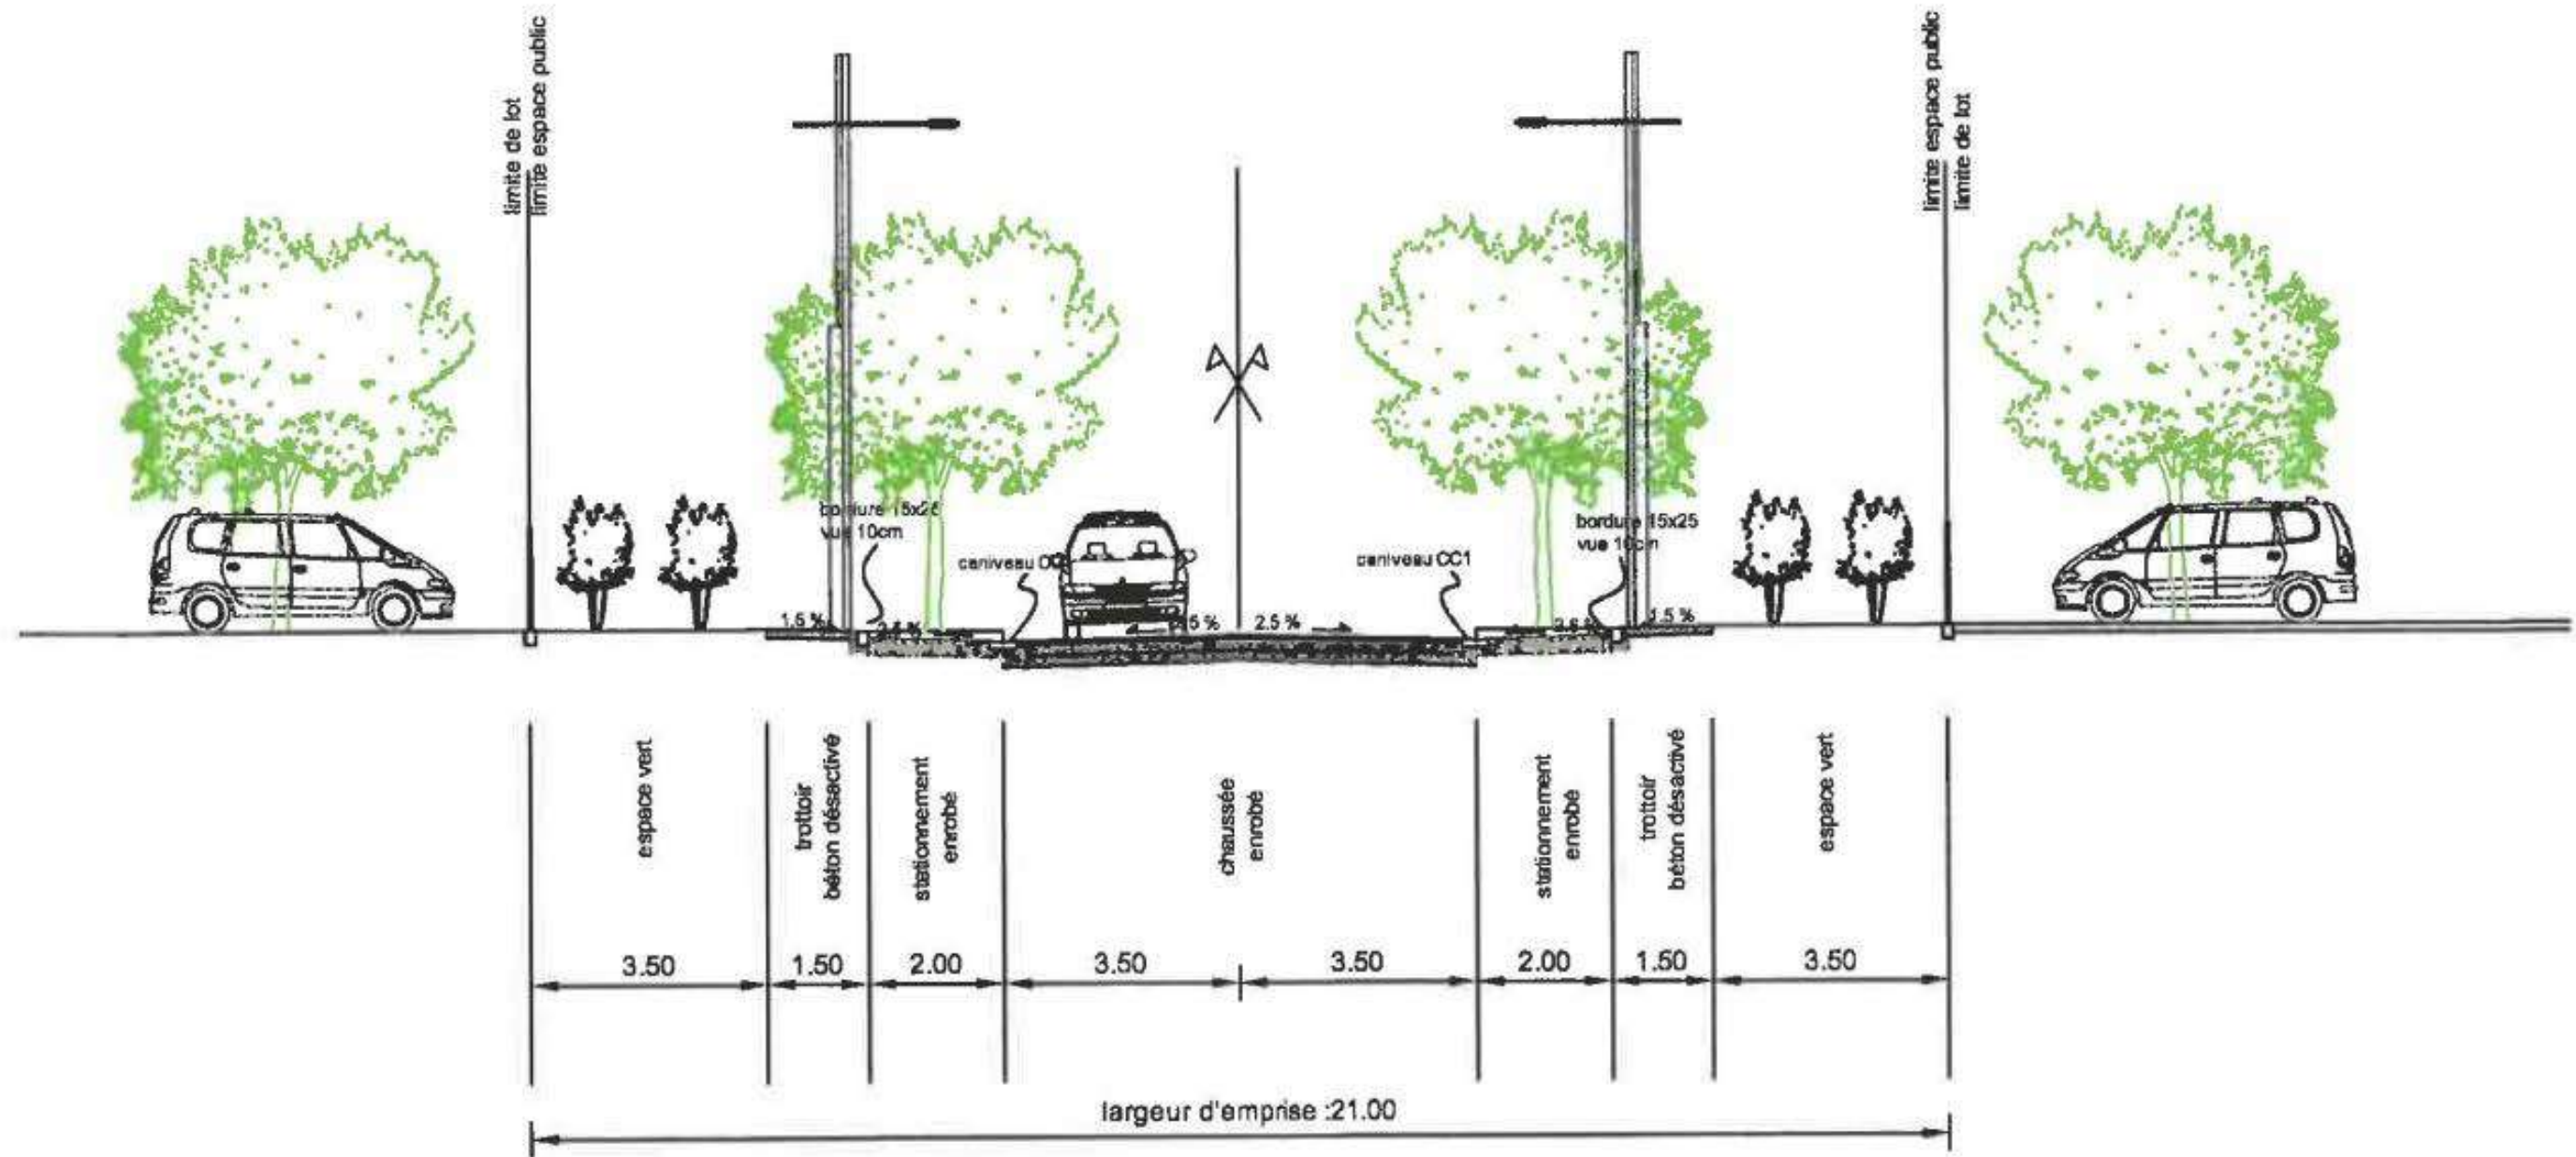 limite de lot
limite espace public
limite espace public
limite de lot
bordure 15x25
vue 10cm
caniveau
caniveau CC1
bordure 15x25
vue 10cm
1.5 %
2.5 %
1.5 %
espace vert
trottoir
béton désactivé
stationnement
enrobé
chaussée
enrobé
stationnement
enrobé
trottoir
béton désactivé
espace vert
3.50
1.50
2.00
3.50
3.50
2.00
1.50
3.50
largeur d'emprise :21.00